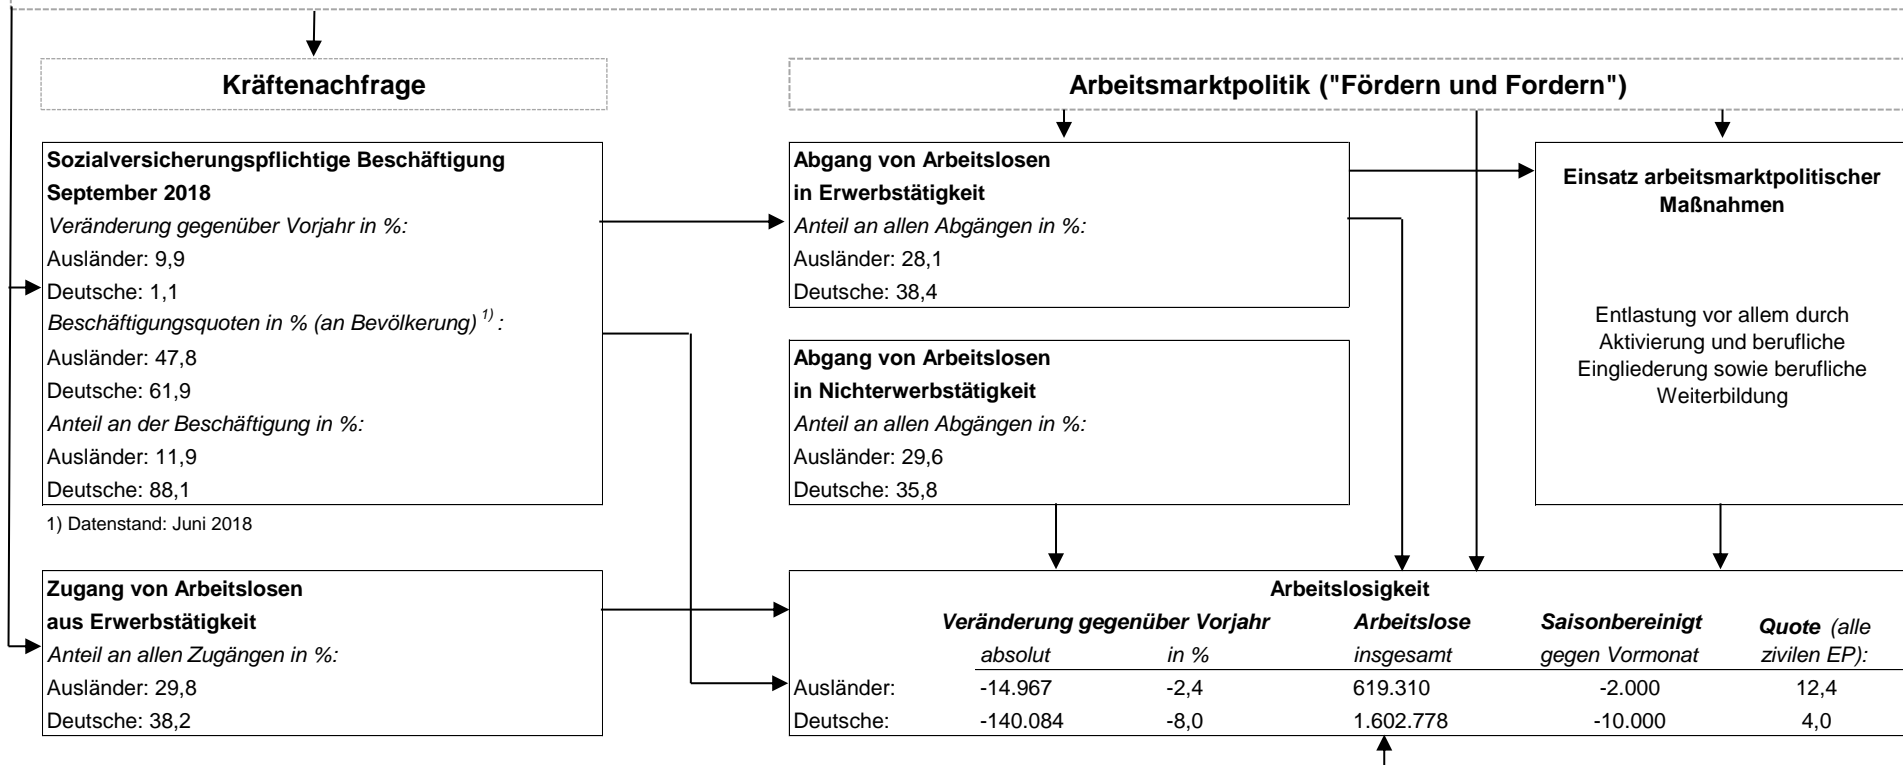 Kräftenachfrage
Arbeitsmarktpolitik ("Fördern und Fordern")
Sozialversicherungspflichtige Beschäftigung
September 2018
Veränderung gegenüber Vorjahr in %:
Ausländer: 9,9
Deutsche: 1,1
Beschäftigungsquoten in % (an Bevölkerung) 1) :
Ausländer: 47,8
Deutsche: 61,9
Anteil an der Beschäftigung in %:
Ausländer: 11,9
Deutsche: 88,1
1) Datenstand: Juni 2018
Abgang von Arbeitslosen
in Erwerbstätigkeit
Anteil an allen Abgängen in %:
Ausländer: 28,1
Deutsche: 38,4
Abgang von Arbeitslosen
in Nichterwerbstätigkeit
Anteil an allen Abgängen in %:
Ausländer: 29,6
Deutsche: 35,8
Einsatz arbeitsmarktpolitischer
Maßnahmen
Entlastung vor allem durch
Aktivierung und berufliche
Eingliederung sowie berufliche
Weiterbildung
Zugang von Arbeitslosen
aus Erwerbstätigkeit
Anteil an allen Zugängen in %:
Ausländer: 29,8
Deutsche: 38,2
Arbeitslosigkeit
Veränderung gegenüber Vorjahr Arbeitslose Saisonbereinigt Quote (alle
absolut in % insgesamt gegen Vormonat zivilen EP):
Ausländer: -14.967 -2,4 619.310 -2.000 12,4
Deutsche: -140.084 -8,0 1.602.778 -10.000 4,0